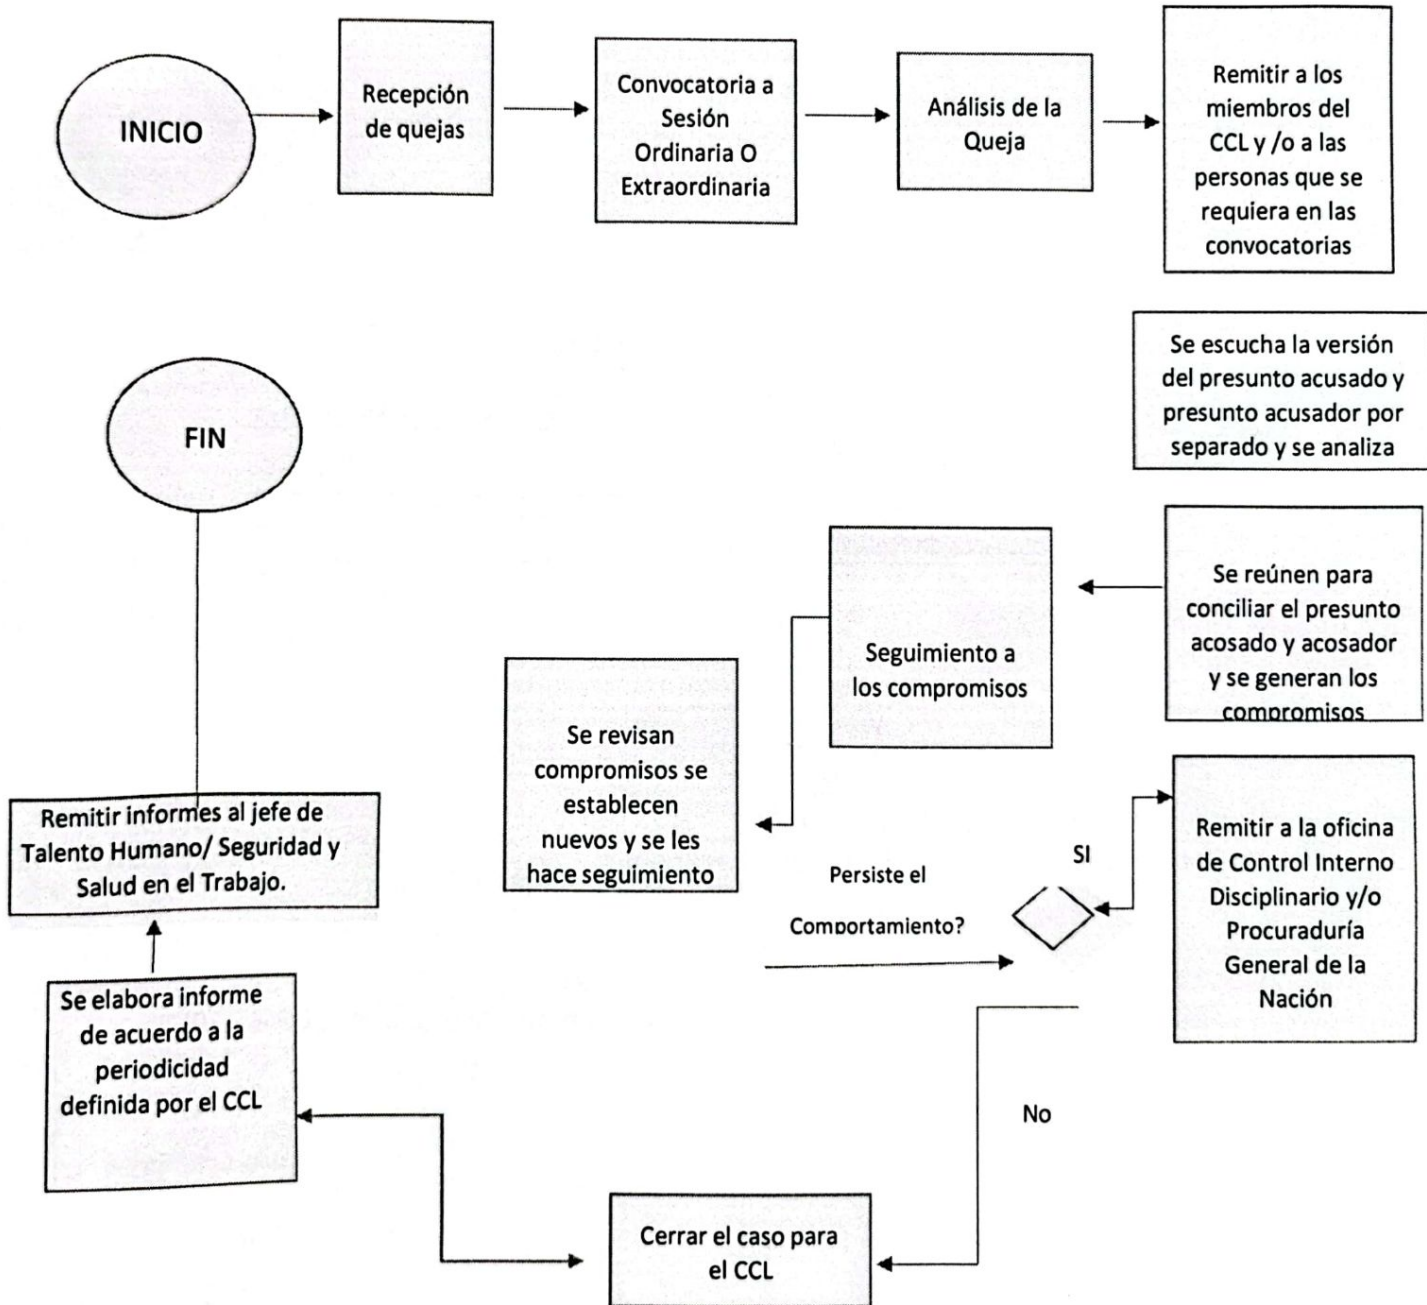 INICIO
Recepción
de quejas
Convocatoria a
Sesión
Ordinaria O
Extraordinaria
Análisis de la
Queja
Remitir a los
miembros del
CCL y /o a las
personas que se
requiera en las
convocatorias
Se escucha la versión
del presunto acusado y
presunto acusador por
separado y se analiza
Se reúnen para
conciliar el presunto
acosado y acosador
y se generan los
compromisos
Seguimiento a
los compromisos
Se revisan
compromisos se
establecen
nuevos y se les
hace seguimiento
Persiste el
Comportamiento?
SI
Remitir a la oficina
de Control Interno
Disciplinario y/o
Procuraduría
General de la
Nación
No
Cerrar el caso para
el CCL
Se elabora informe
de acuerdo a la
periodicidad
definida por el CCL
Remitir informes al jefe de
Talento Humano/ Seguridad y
Salud en el Trabajo.
FIN